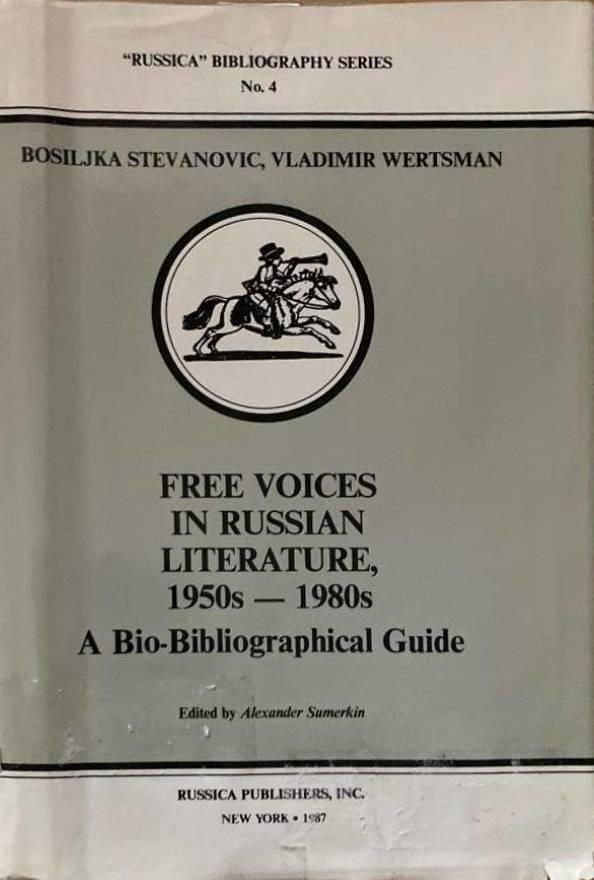 "RUSSICA" BIBLIOGRAPHY SERIES
No. 4
BOSILJKA STEVANOVIC, VLADIMIR WERTSMAN
FREE VOICES
IN RUSSIAN
LITERATURE,
1950s — 1980s
A Bio-Bibliographical Guide
Edited by Alexander Sumerkin
RUSSICA PUBLISHERS, INC.
NEW YORK • 1987